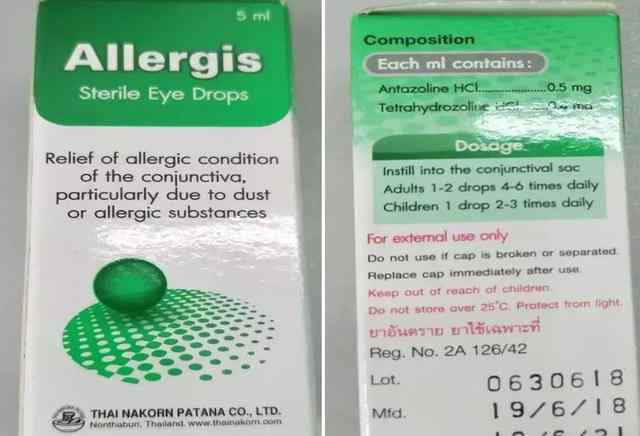 5 ml
Allergis
Sterile Eye Drops
Relief of allergic condition
of the conjunctiva,
particularly due to dust
or allergic substances
THAI NAKORN PATANA CO., LTD.
Nonthaburi, Thailand. www.thainakorn.com
Composition
Each ml contains:
Antazoline HCl.....................0.5 mg
Tetrahydrozoline HCl.....0.4 mg
Dosage
Instill into the conjunctival sac
Adults 1-2 drops 4-6 times daily
Children 1 drop 2-3 times daily
For external use only
Do not use if cap is broken or separated.
Replace cap immediately after use.
Keep out of reach of children.
Do not store over 25°C. Protect from light.
ยาอันตราย ยาใช้เฉพาะที่
Reg. No. 2A 126/42
Lot. 0630618
Mfd. 19/6/18